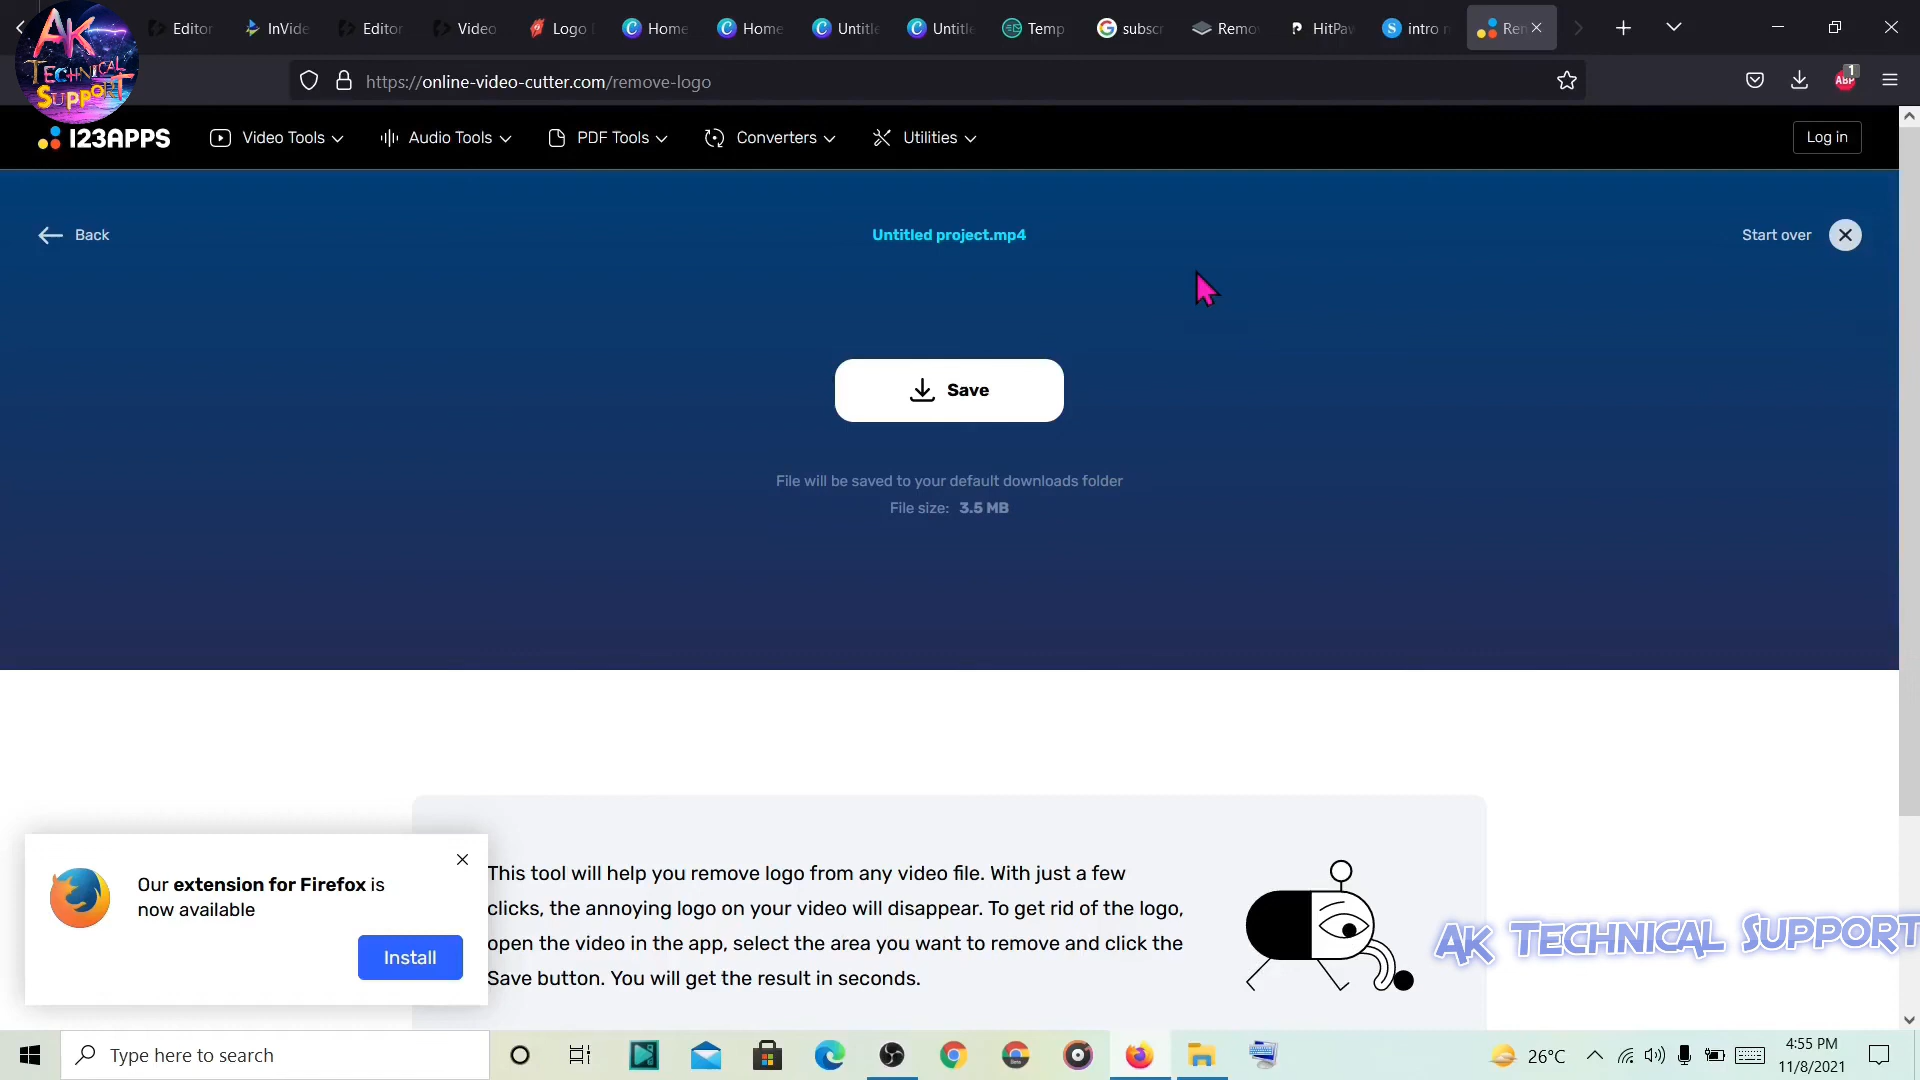 AK
TECHNICAL
SUPPORT
Editor
InVide
Editor
Video
Logo
Home
Home
Untitle
Untitle
Temp
subscr
Remo
HitPaw
intro r
Rem
https://online-video-cutter.com/remove-logo
ABP
1
123APPS
Video Tools
Audio Tools
PDF Tools
Converters
Utilities
Log in
Back
Untitled project.mp4
Start over
Save
File will be saved to your default downloads folder
File size: 3.5 MB
This tool will help you remove logo from any video file. With just a few
clicks, the annoying logo on your video will disappear. To get rid of the logo,
open the video in the app, select the area you want to remove and click the
Save button. You will get the result in seconds.
Our extension for Firefox is
now available
Install
AK TECHNICAL SUPPORT
Type here to search
26°C
4:55 PM
11/8/2021